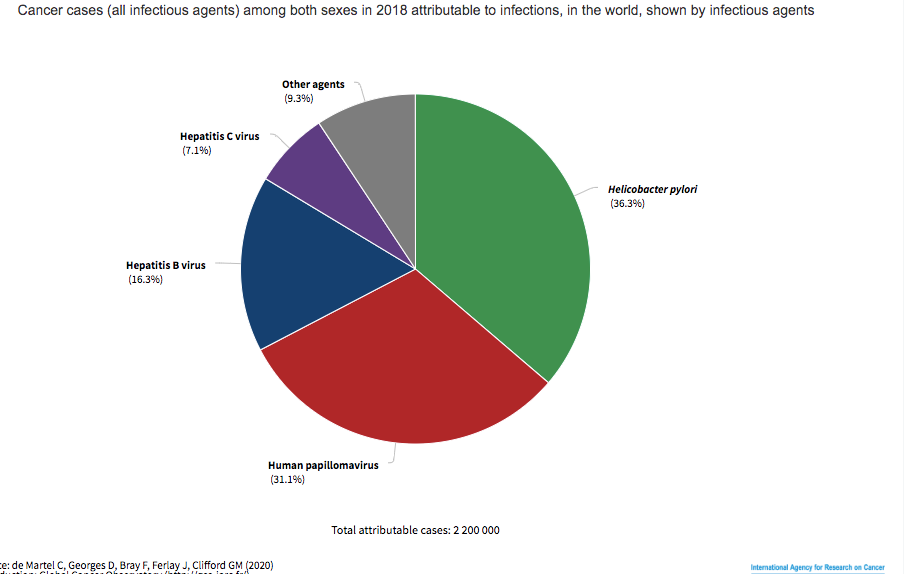 Cancer cases (all infectious agents) among both sexes in 2018 attributable to infections, in the world, shown by infectious agents
Other agents
(9.3%)
Hepatitis C virus
(7.1%)
Helicobacter pylori
(36.3%)
Hepatitis B virus
(16.3%)
Human papillomavirus
(31.1%)
Total attributable cases: 2 200 000
de Martel C, Georges D, Bray F, Ferlay J, Clifford GM (2020)
International Agency for Research on Cancer